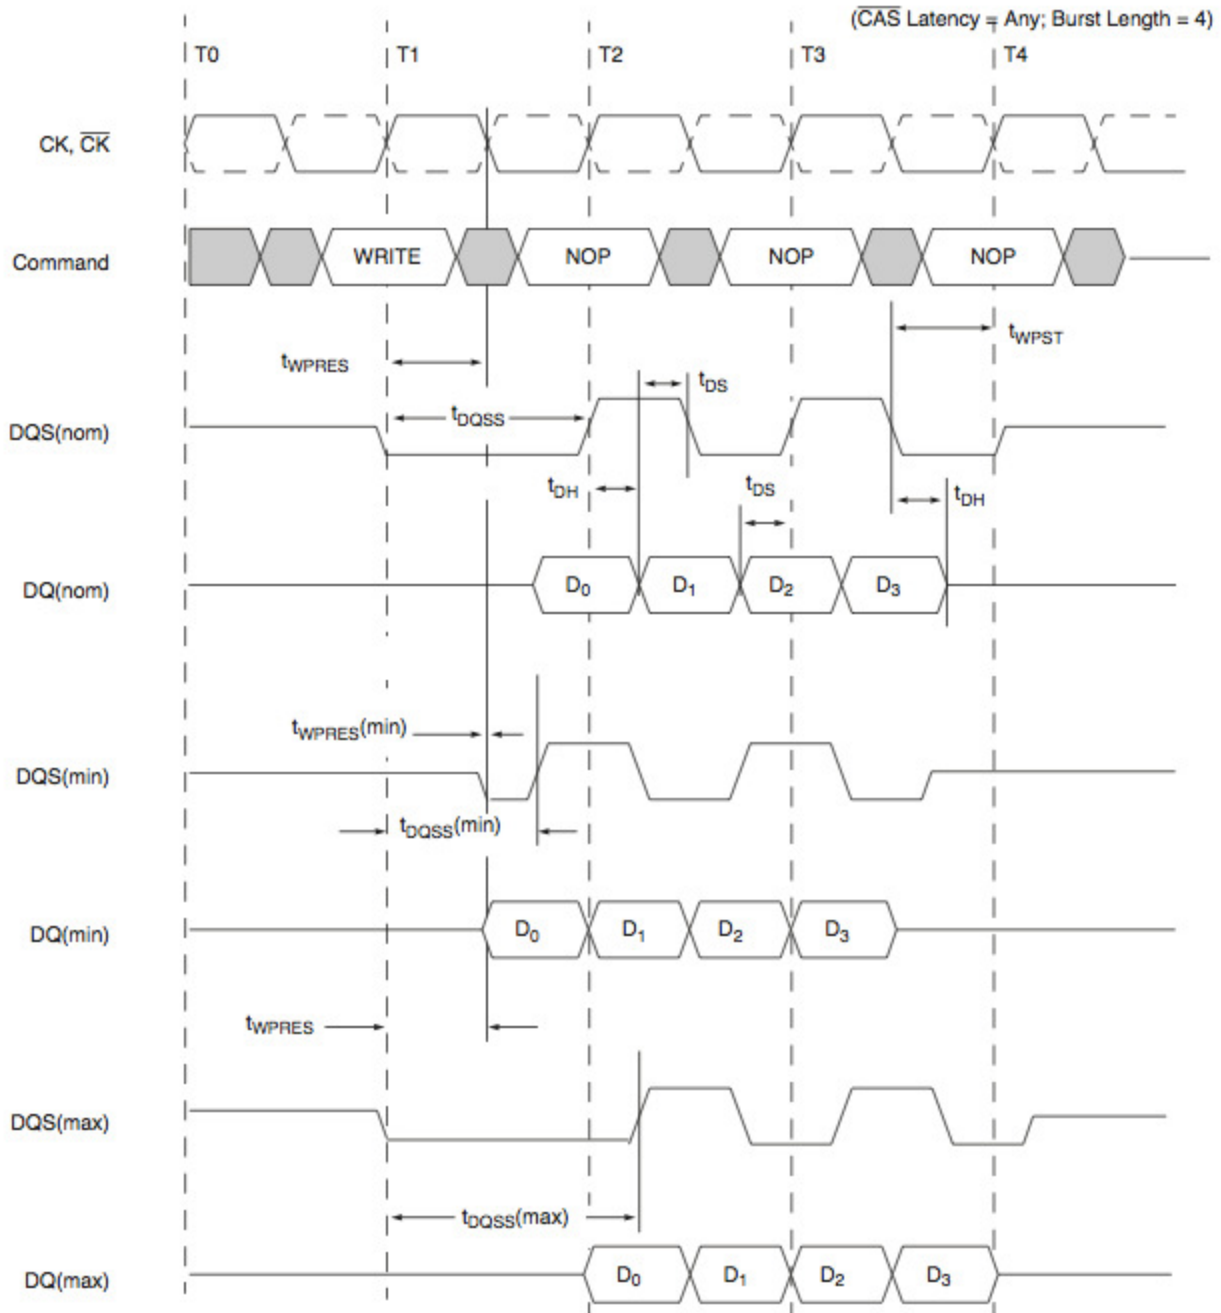 (CAS Latency = Any; Burst Length = 4)
T0 T1 T2 T3 T4
CK, CK
Command WRITE NOP NOP NOP
tWPST
tWPRES
tDS
DQS(nom) tDQSS
tDH tDS tDH
DQ(nom) D0 D1 D2 D3
tWPRES(min)
DQS(min)
tDQSS(min)
DQ(min) D0 D1 D2 D3
tWPRES
DQS(max)
tDQSS(max)
DQ(max) D0 D1 D2 D3